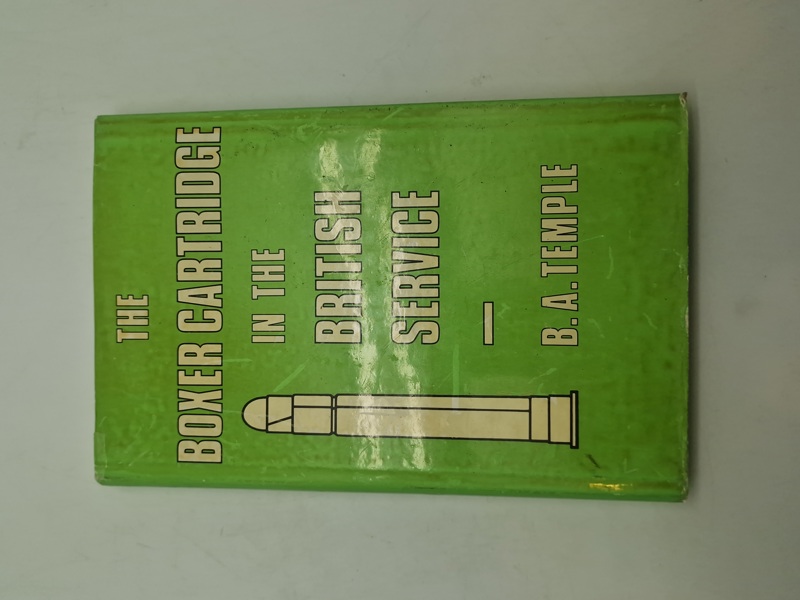 THE
BOXER CARTRIDGE
IN THE
BRITISH
SERVICE
—
B. A. TEMPLE